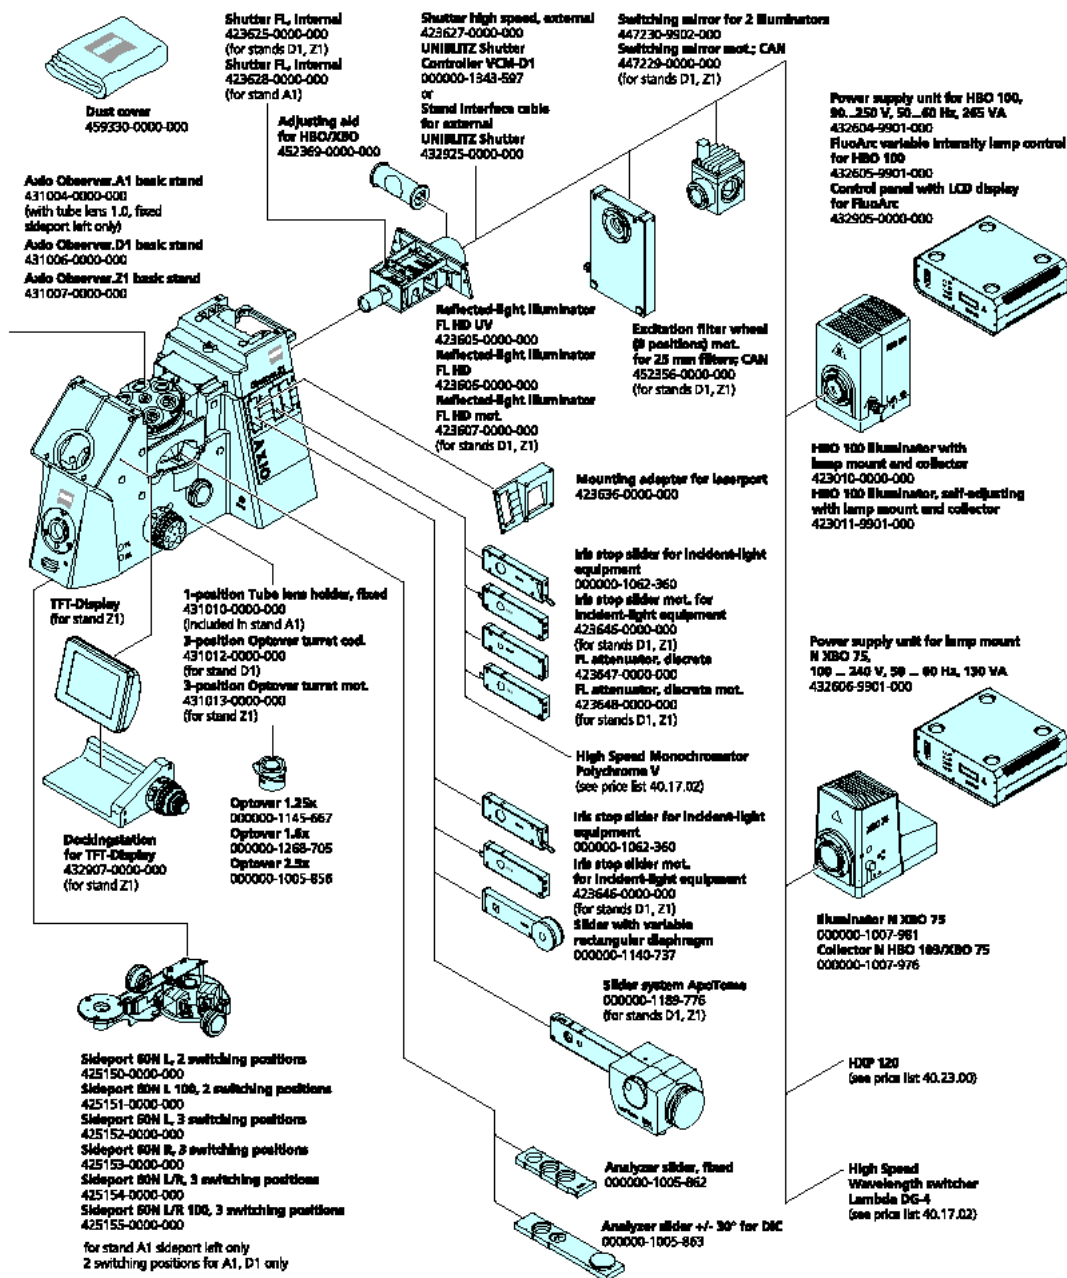 Shutter FL, internal
423625-0000-000
(for stands D1, Z1)
Shutter FL, internal
423628-0000-000
(for stand A1)
Shutter high speed, external
423627-0000-000
UNIBLITZ Shutter
Controller VCM-D1
000000-1343-597
or
Stand interface cable
for external
UNIBLITZ Shutter
432925-0000-000
Switching mirror for 2 illuminators
447230-9902-000
Switching mirror mot.; CAN
447229-0000-000
(for stands D1, Z1)
Dust cover
459330-0000-000
Adjusting aid
for HBO/XBO
452369-0000-000
Power supply unit for HBO 100,
90...250 V, 50...60 Hz, 265 VA
432604-9901-000
FluoArc variable intensity lamp control
for HBO 100
432605-9901-000
Control panel with LCD display
for FluoArc
432905-0000-000
Axio Observer.A1 basic stand
431004-0000-000
(with tube lens 1.0, fixed
sideport left only)
Axio Observer.D1 basic stand
431006-0000-000
Axio Observer.Z1 basic stand
431007-0000-000
Reflected-light illuminator
FL HD UV
423605-0000-000
Reflected-light illuminator
FL HD
423606-0000-000
Reflected-light illuminator
FL HD mot.
423607-0000-000
(for stands D1, Z1)
Excitation filter wheel
(8 positions) mot.
for 25 mm filters; CAN
452356-0000-000
(for stands D1, Z1)
AXIO
HBO 100 illuminator with
lamp mount and collector
423010-0000-000
HBO 100 illuminator, self-adjusting
with lamp mount and collector
423011-9901-000
Mounting adapter for laserport
423636-0000-000
Iris stop slider for incident-light
equipment
000000-1062-360
Iris stop slider mot. for
incident-light equipment
423646-0000-000
(for stands D1, Z1)
FL attenuator, discrete
423647-0000-000
FL attenuator, discrete mot.
423648-0000-000
(for stands D1, Z1)
TFT-Display
(for stand Z1)
1-position Tube lens holder, fixed
431010-0000-000
(included in stand A1)
3-position Optovar turret cod.
431012-0000-000
(for stand D1)
3-position Optovar turret mot.
431013-0000-000
(for stand Z1)
Power supply unit for lamp mount
N XBO 75,
100 ... 240 V, 50 ... 60 Hz, 130 VA
432606-9901-000
High Speed Monochromator
Polychrome V
(see price list 40.17.02)
Optovar 1.25x
000000-1145-667
Optovar 1.6x
000000-1268-705
Optovar 2.5x
000000-1005-856
Dockingstation
for TFT-Display
432907-0000-000
(for stand Z1)
Iris stop slider for incident-light
equipment
000000-1062-360
Iris stop slider mot.
for incident-light equipment
423646-0000-000
(for stands D1, Z1)
Slider with variable
rectangular diaphragm
000000-1140-737
XBO 75
Illuminator N XBO 75
000000-1007-981
Collector N HBO 103/XBO 75
000000-1007-976
Slider system ApoTome
000000-1189-776
(for stands D1, Z1)
Sideport 60N L, 2 switching positions
425150-0000-000
Sideport 80N L 100, 2 switching positions
425151-0000-000
Sideport 60N L, 3 switching positions
425152-0000-000
Sideport 60N R, 3 switching positions
425153-0000-000
Sideport 80N L/R, 3 switching positions
425154-0000-000
Sideport 60N L/R 100, 3 switching positions
425155-0000-000
for stand A1 sideport left only
2 switching positions for A1, D1 only
HXP 120
(see price list 40.23.00)
Analyzer slider, fixed
000000-1005-862
Analyzer slider +/- 30° for DIC
000000-1005-863
High Speed
Wavelength switcher
Lambda DG-4
(see price list 40.17.02)